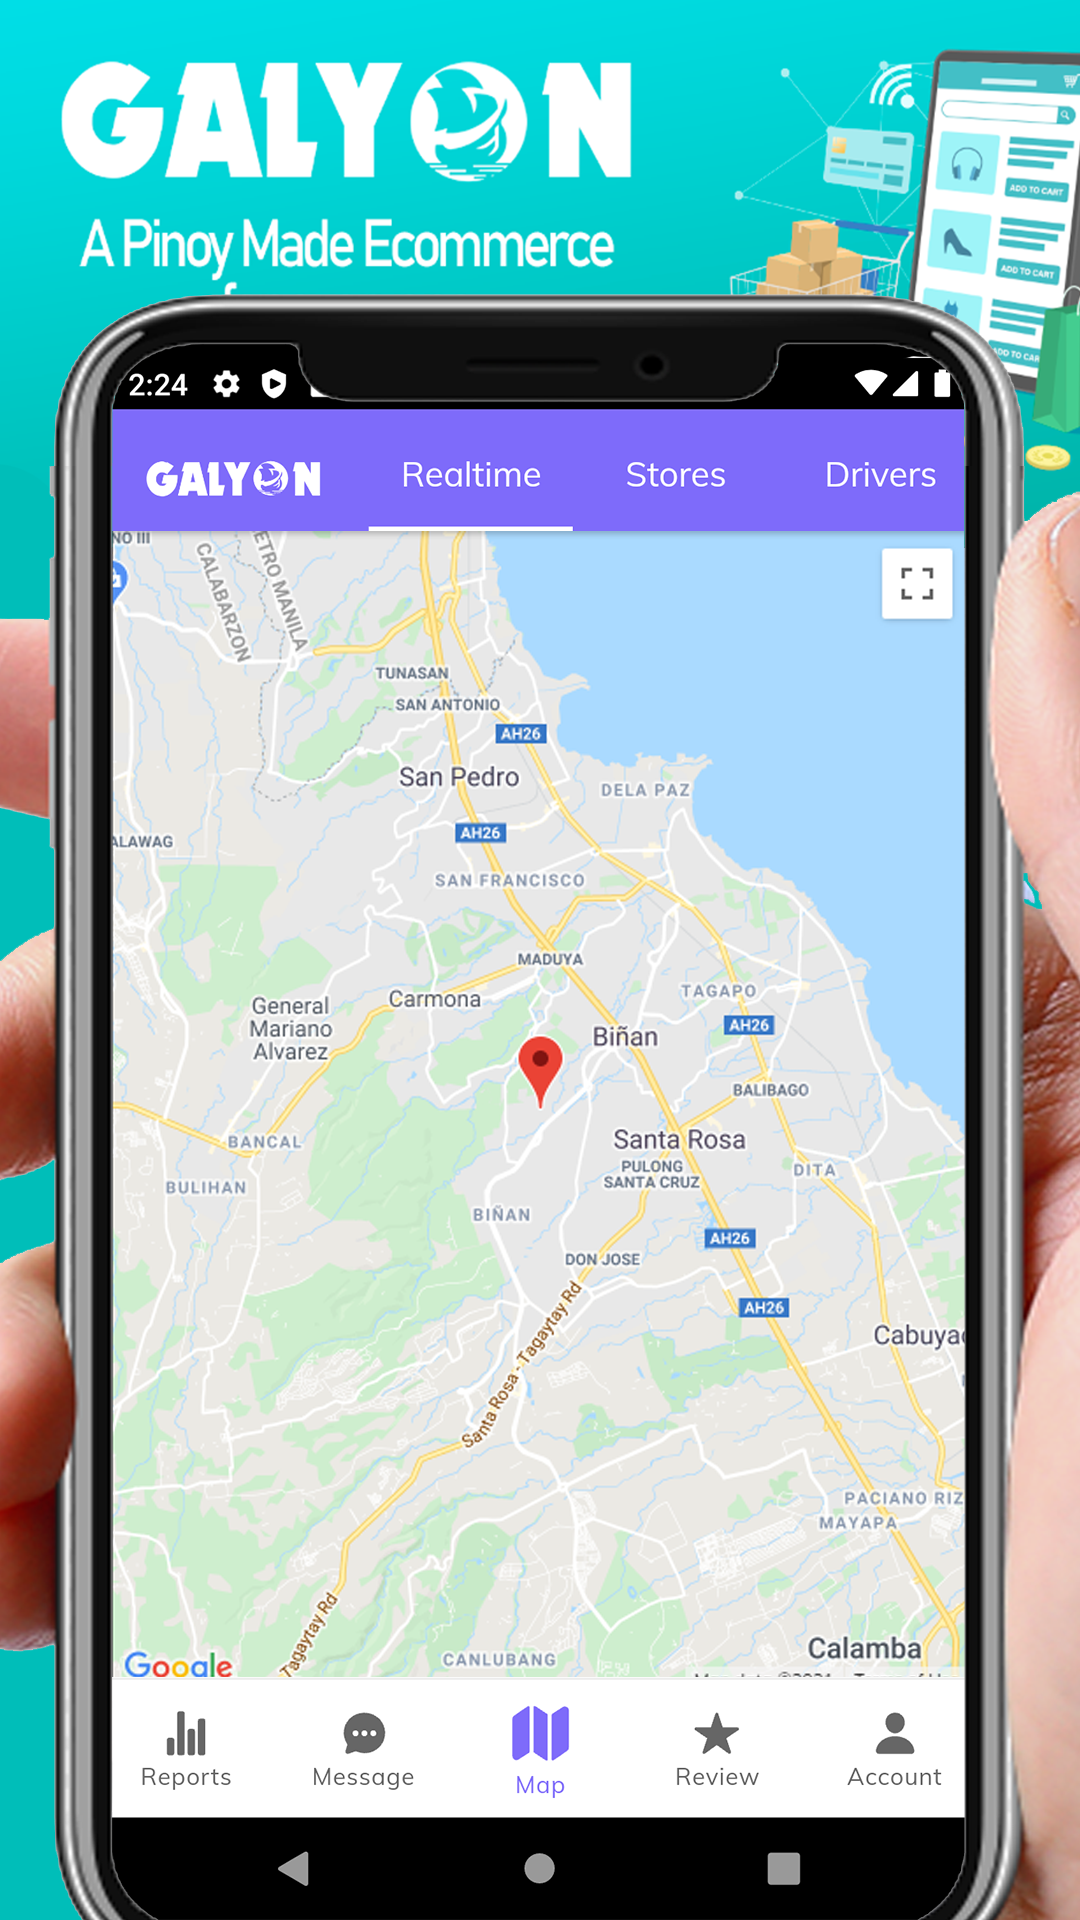 GALYON
A Pinoy Made Ecommerce
ADD TO CART
ADD TO CART
ADD TO CAR
2:24
GALYON
Realtime
Stores
Drivers
NO III
CALABARZON
ETRO MANILA
TUNASAN
SAN ANTONIO
AH26
San Pedro
DELA PAZ
AH26
ALAWAG
SAN FRANCISCO
MADUYA
TAGAPO
Carmona
General
Mariano
Alvarez
AH26
Biñan
BALIBAGO
BANCAL
Santa Rosa
PULONG
SANTA CRUZ
DITA
BULIHAN
BIÑAN
AH26
DON JOSE
AH26
Cabuyao
Santa Rosa - Tagaytay Rd
PACIANO RIZ
MAYAPA
Tagaytay Rd
Calamba
CANLUBANG
Google
Reports
Message
Map
Review
Account